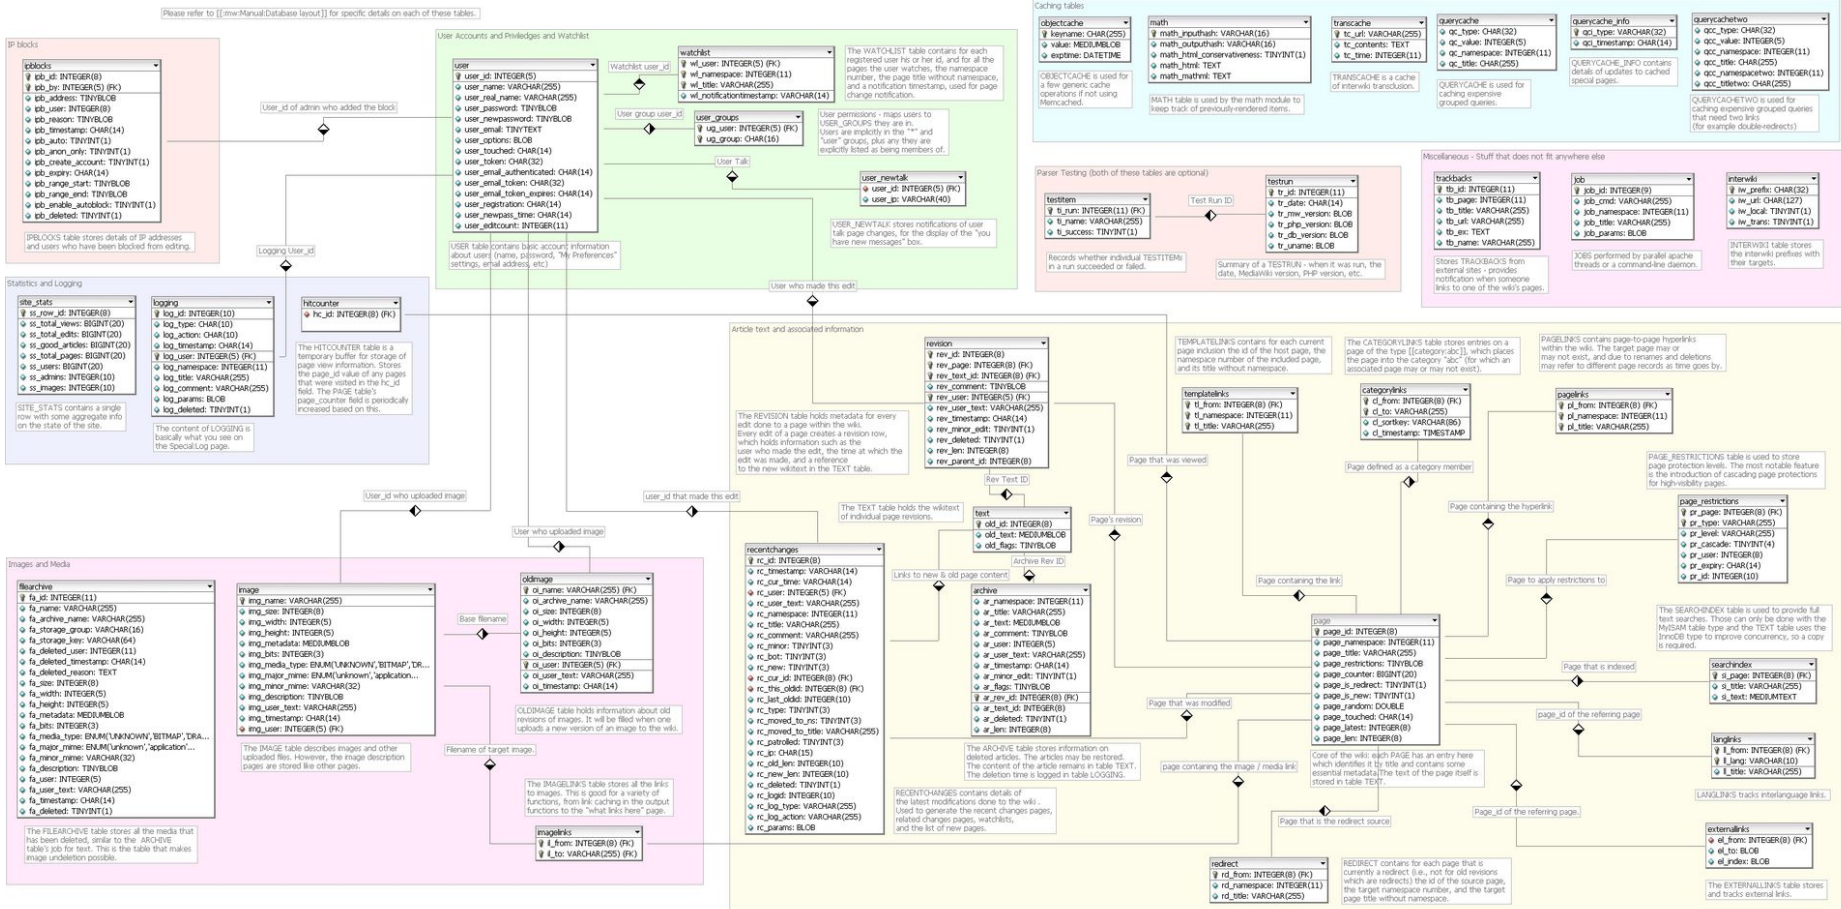 Please refer to [[:mw:Manual:Database layout]] for specific details on each of these tables.
IP blocks
ipblocks
ipb_id: INTEGER(8)
ipb_by: INTEGER(5) (FK)
ipb_address: TINYBLOB
ipb_user: INTEGER(8)
ipb_reason: TINYBLOB
ipb_timestamp: CHAR(14)
ipb_auto: TINYINT(1)
ipb_anon_only: TINYINT(1)
ipb_create_account: TINYINT(1)
ipb_expiry: CHAR(14)
ipb_range_start: TINYBLOB
ipb_range_end: TINYBLOB
ipb_enable_autoblock: TINYINT(1)
ipb_deleted: TINYINT(1)
IPBLOCKS table stores details of IP addresses
and users who have been blocked from editing.
User_id of admin who added the block
Logging User_id
User Accounts and Priviledges and Watchlist
user
user_id: INTEGER(5)
user_name: VARCHAR(255)
user_real_name: VARCHAR(255)
user_password: TINYBLOB
user_newpassword: TINYBLOB
user_email: TINYTEXT
user_options: BLOB
user_touched: CHAR(14)
user_token: CHAR(32)
user_email_authenticated: CHAR(14)
user_email_token: CHAR(32)
user_email_token_expires: CHAR(14)
user_registration: CHAR(14)
user_newpass_time: CHAR(14)
user_editcount: INTEGER(11)
USER table contains basic account information
about users (name, password, "My Preferences"
settings, email address, etc)
Watchlist user_id
watchlist
wl_user: INTEGER(5) (FK)
wl_namespace: INTEGER(11)
wl_title: VARCHAR(255)
wl_notificationtimestamp: VARCHAR(14)
The WATCHLIST table contains for each
registered user his or her id, and for all the
pages the user watches, the namespace
number, the page title without namespace,
and a notification timestamp, used for page
change notification.
User group user_id
user_groups
ug_user: INTEGER(5) (FK)
ug_group: CHAR(16)
User permissions - maps users to
USER_GROUPS they are in.
Users are implicitly in the "*" and
"user" groups, plus any they are
explicitly listed as being members of.
User Talk
user_newtalk
user_id: INTEGER(5) (FK)
user_ip: VARCHAR(40)
USER_NEWTALK stores notifications of user
talk page changes, for the display of the "you
have new messages" box.
User who made this edit
Caching tables
objectcache
keyname: CHAR(255)
value: MEDIUMBLOB
exptime: DATETIME
OBJECTCACHE is used for
a few generic cache
operations if not using
Memcached.
math
math_inputhash: VARCHAR(16)
math_outputhash: VARCHAR(16)
math_html_conservativeness: TINYINT(1)
math_html: TEXT
math_mathml: TEXT
MATH table is used by the math module to
keep track of previously-rendered items.
transcache
tc_url: VARCHAR(255)
tc_contents: TEXT
tc_time: INTEGER(11)
TRANSCACHE is a cache
of interwiki transclusion.
querycache
qc_type: CHAR(32)
qc_value: INTEGER(5)
qc_namespace: INTEGER(11)
qc_title: CHAR(255)
QUERYCACHE is used for
caching expensive
grouped queries.
querycache_info
qci_type: VARCHAR(32)
qci_timestamp: CHAR(14)
QUERYCACHE_INFO contains
details of updates to cached
special pages.
querycachetwo
qcc_type: CHAR(32)
qcc_value: INTEGER(5)
qcc_namespace: INTEGER(11)
qcc_title: CHAR(255)
qcc_namespacetwo: INTEGER(11)
qcc_titletwo: CHAR(255)
QUERYCACHETWO is used for
caching expensive grouped queries
that need two links
(for example double-redirects)
Parser Testing (both of these tables are optional)
testitem
ti_run: INTEGER(11) (FK)
ti_name: VARCHAR(255)
ti_success: TINYINT(1)
Records whether individual TESTITEMs
in a run succeeded or failed.
Test Run ID
testrun
tr_id: INTEGER(11)
tr_date: CHAR(14)
tr_mw_version: BLOB
tr_php_version: BLOB
tr_db_version: BLOB
tr_uname: BLOB
Summary of a TESTRUN - when it was run, the
date, MediaWiki version, PHP version, etc.
Miscellaneous - Stuff that does not fit anywhere else
trackbacks
tb_id: INTEGER(11)
tb_page: INTEGER(11)
tb_title: VARCHAR(255)
tb_url: VARCHAR(255)
tb_ex: TEXT
tb_name: VARCHAR(255)
Stores TRACKBACKS from
external sites - provides
notification when someone
links to one of the wiki's pages.
job
job_id: INTEGER(9)
job_cmd: VARCHAR(255)
job_namespace: INTEGER(11)
job_title: VARCHAR(255)
job_params: BLOB
JOBS performed by parallel apache
threads or a command-line daemon.
interwiki
iw_prefix: CHAR(32)
iw_url: CHAR(127)
iw_local: TINYINT(1)
iw_trans: TINYINT(1)
INTERWIKI table stores
the interwiki prefixes with
their targets.
Statistics and Logging
site_stats
ss_row_id: INTEGER(8)
ss_total_views: BIGINT(20)
ss_total_edits: BIGINT(20)
ss_good_articles: BIGINT(20)
ss_total_pages: BIGINT(20)
ss_users: BIGINT(20)
ss_admins: INTEGER(10)
ss_images: INTEGER(10)
SITE_STATS contains a single
row with some aggregate info
on the state of the site.
logging
log_id: INTEGER(10)
log_type: CHAR(10)
log_action: CHAR(10)
log_timestamp: CHAR(14)
log_user: INTEGER(5) (FK)
log_namespace: INTEGER(11)
log_title: VARCHAR(255)
log_comment: VARCHAR(255)
log_params: BLOB
log_deleted: TINYINT(1)
The content of LOGGING is
basically what you see on
the Special:Log page.
hitcounter
hc_id: INTEGER(8) (FK)
The HITCOUNTER table is a
temporary buffer for storage of
page view information. Stores
the page_id value of any pages
that were visited in the hc_id
field. The PAGE table's
page_counter field is periodically
increased based on this.
User_id who uploaded image
User who uploaded image
user_id that made this edit
Images and Media
filearchive
fa_id: INTEGER(11)
fa_name: VARCHAR(255)
fa_archive_name: VARCHAR(255)
fa_storage_group: VARCHAR(16)
fa_storage_key: VARCHAR(64)
fa_deleted_user: INTEGER(11)
fa_deleted_timestamp: CHAR(14)
fa_deleted_reason: TEXT
fa_size: INTEGER(8)
fa_width: INTEGER(5)
fa_height: INTEGER(5)
fa_metadata: MEDIUMBLOB
fa_bits: INTEGER(3)
fa_media_type: ENUM('UNKNOWN','BITMAP','DRA...
fa_major_mime: ENUM('unknown','application'...
fa_minor_mime: VARCHAR(32)
fa_description: TINYBLOB
fa_user: INTEGER(5)
fa_user_text: VARCHAR(255)
fa_timestamp: CHAR(14)
fa_deleted: TINYINT(1)
The FILEARCHIVE table stores all the media that
has been deleted, similar to the ARCHIVE
table's job for text. This is the table that makes
image undeletion possible.
image
img_name: VARCHAR(255)
img_size: INTEGER(8)
img_width: INTEGER(5)
img_height: INTEGER(5)
img_metadata: MEDIUMBLOB
img_bits: INTEGER(3)
img_media_type: ENUM('UNKNOWN','BITMAP','DR...
img_major_mime: ENUM('unknown','application...
img_minor_mime: VARCHAR(32)
img_description: TINYBLOB
img_user_text: VARCHAR(255)
img_timestamp: CHAR(14)
img_user: INTEGER(5) (FK)
The IMAGE table describes images and other
uploaded files. However, the image description
pages are stored like other pages.
Base filename
Filename of target image.
oldimage
oi_name: VARCHAR(255) (FK)
oi_archive_name: VARCHAR(255)
oi_size: INTEGER(8)
oi_width: INTEGER(5)
oi_height: INTEGER(5)
oi_bits: INTEGER(3)
oi_description: TINYBLOB
oi_user: INTEGER(5) (FK)
oi_user_text: VARCHAR(255)
oi_timestamp: CHAR(14)
OLDIMAGE table holds information about old
revisions of images. It will be filled when one
uploads a new version of an image to the wiki.
The IMAGELINKS table stores all the links
to images. This is good for a variety of
functions, from link caching in the output
functions to the "what links here" page.
imagelinks
il_from: INTEGER(8) (FK)
il_to: VARCHAR(255) (FK)
Article text and associated information
revision
rev_id: INTEGER(8)
rev_page: INTEGER(8) (FK)
rev_text_id: INTEGER(8) (FK)
rev_comment: TINYBLOB
rev_user: INTEGER(5) (FK)
rev_user_text: VARCHAR(255)
rev_timestamp: CHAR(14)
rev_minor_edit: TINYINT(1)
rev_deleted: TINYINT(1)
rev_len: INTEGER(8)
rev_parent_id: INTEGER(8)
The REVISION table holds metadata for every
edit done to a page within the wiki.
Every edit of a page creates a revision row,
which holds information such as the
user who made the edit, the time at which the
edit was made, and a reference
to the new wikitext in the TEXT table.
Rev Text ID
The TEXT table holds the wikitext
of individual page revisions.
text
old_id: INTEGER(8)
old_text: MEDIUMBLOB
old_flags: TINYBLOB
Archive Rev ID
Links to new & old page content
recentchanges
rc_id: INTEGER(8)
rc_timestamp: VARCHAR(14)
rc_cur_time: VARCHAR(14)
rc_user: INTEGER(5) (FK)
rc_user_text: VARCHAR(255)
rc_namespace: INTEGER(11)
rc_title: VARCHAR(255)
rc_comment: VARCHAR(255)
rc_minor: TINYINT(3)
rc_bot: TINYINT(3)
rc_new: TINYINT(3)
rc_cur_id: INTEGER(8) (FK)
rc_this_oldid: INTEGER(8) (FK)
rc_last_oldid: INTEGER(10)
rc_type: TINYINT(3)
rc_moved_to_ns: TINYINT(3)
rc_moved_to_title: VARCHAR(255)
rc_patrolled: TINYINT(3)
rc_ip: CHAR(15)
rc_old_len: INTEGER(10)
rc_new_len: INTEGER(10)
rc_deleted: TINYINT(1)
rc_logid: INTEGER(10)
rc_log_type: VARCHAR(255)
rc_log_action: VARCHAR(255)
rc_params: BLOB
archive
ar_namespace: INTEGER(11)
ar_title: VARCHAR(255)
ar_text: MEDIUMBLOB
ar_comment: TINYBLOB
ar_user: INTEGER(5)
ar_user_text: VARCHAR(255)
ar_timestamp: CHAR(14)
ar_minor_edit: TINYINT(1)
ar_flags: TINYBLOB
ar_rev_id: INTEGER(8) (FK)
ar_text_id: INTEGER(8)
ar_deleted: TINYINT(1)
ar_len: INTEGER(8)
The ARCHIVE table stores information on
deleted articles. The articles may be restored.
The content of the article remains in table TEXT.
The deletion time is logged in table LOGGING.
RECENTCHANGES contains details of
the latest modifications done to the wiki .
Used to generate the recent changes pages,
related changes pages, watchlists,
and the list of new pages.
TEMPLATELINKS contains for each current
page inclusion the id of the host page, the
namespace number of the included page,
and its title without namespace.
templatelinks
tl_from: INTEGER(8) (FK)
tl_namespace: INTEGER(11)
tl_title: VARCHAR(255)
The CATEGORYLINKS table stores entries on a
page of the type [[category:abc]], which places
the page into the category "abc" (for which an
associated page may or may not exist).
categorylinks
cl_from: INTEGER(8) (FK)
cl_to: VARCHAR(255)
cl_sortkey: VARCHAR(86)
cl_timestamp: TIMESTAMP
PAGELINKS contains page-to-page hyperlinks
within the wiki. The target page may or
may not exist, and due to renames and deletions
may refer to different page records as time goes by.
pagelinks
pl_from: INTEGER(8) (FK)
pl_namespace: INTEGER(11)
pl_title: VARCHAR(255)
Page that was viewed
Page defined as a category member
Page containing the hyperlink
Page's revision
Page containing the link
Page to apply restrictions to
PAGE_RESTRICTIONS table is used to store
page protection levels. The most notable feature
is the introduction of cascading page protections
for high-visibility pages.
page_restrictions
pr_page: INTEGER(8) (FK)
pr_type: VARCHAR(255)
pr_level: VARCHAR(255)
pr_cascade: TINYINT(4)
pr_user: INTEGER(8)
pr_expiry: CHAR(14)
pr_id: INTEGER(10)
page
page_id: INTEGER(8)
page_namespace: INTEGER(11)
page_title: VARCHAR(255)
page_restrictions: TINYBLOB
page_counter: BIGINT(20)
page_is_redirect: TINYINT(1)
page_is_new: TINYINT(1)
page_random: DOUBLE
page_touched: CHAR(14)
page_latest: INTEGER(8)
page_len: INTEGER(8)
Core of the wiki: each PAGE has an entry here
which identifies it by title and contains some
essential metadata.The text of the page itself is
stored in table TEXT.
The SEARCHINDEX table is used to provide full
text searches. Those can only be done with the
MyISAM table type and the TEXT table uses the
InnoDB type to improve concurrency, so a copy
is required.
Page that is indexed
searchindex
si_page: INTEGER(8) (FK)
si_title: VARCHAR(255)
si_text: MEDIUMTEXT
Page that was modified
page_id of the referring page
langlinks
ll_from: INTEGER(8) (FK)
ll_lang: VARCHAR(10)
ll_title: VARCHAR(255)
LANGLINKS tracks interlanguage links.
page containing the image / media link
Page_id of the referring page.
Page that is the redirect source
externallinks
el_from: INTEGER(8) (FK)
el_to: BLOB
el_index: BLOB
The EXTERNALLINKS table stores
and tracks external links.
redirect
rd_from: INTEGER(8) (FK)
rd_namespace: INTEGER(11)
rd_title: VARCHAR(255)
REDIRECT contains for each page that is
currently a redirect (i.e., not for old revisions
which are redirects) the id of the source page,
the target namespace number, and the target
page title without namespace.